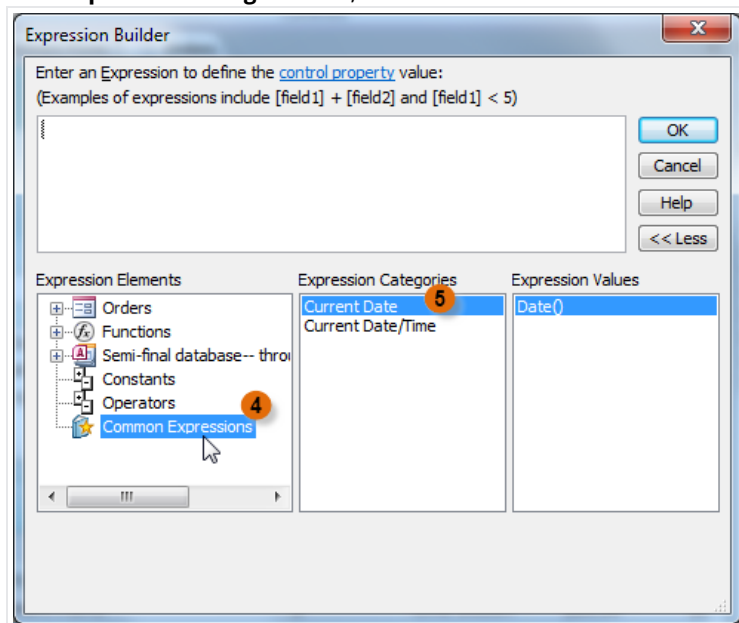 Expression Builder
Enter an Expression to define the control property value:
(Examples of expressions include [field1] + [field2] and [field1] < 5)
OK
Cancel
Help
<< Less
Expression Elements
Expression Categories
Expression Values
Orders
Functions
Semi-final database-- throu
Constants
Operators
Common Expressions
4
Current Date
5
Current Date/Time
Date()